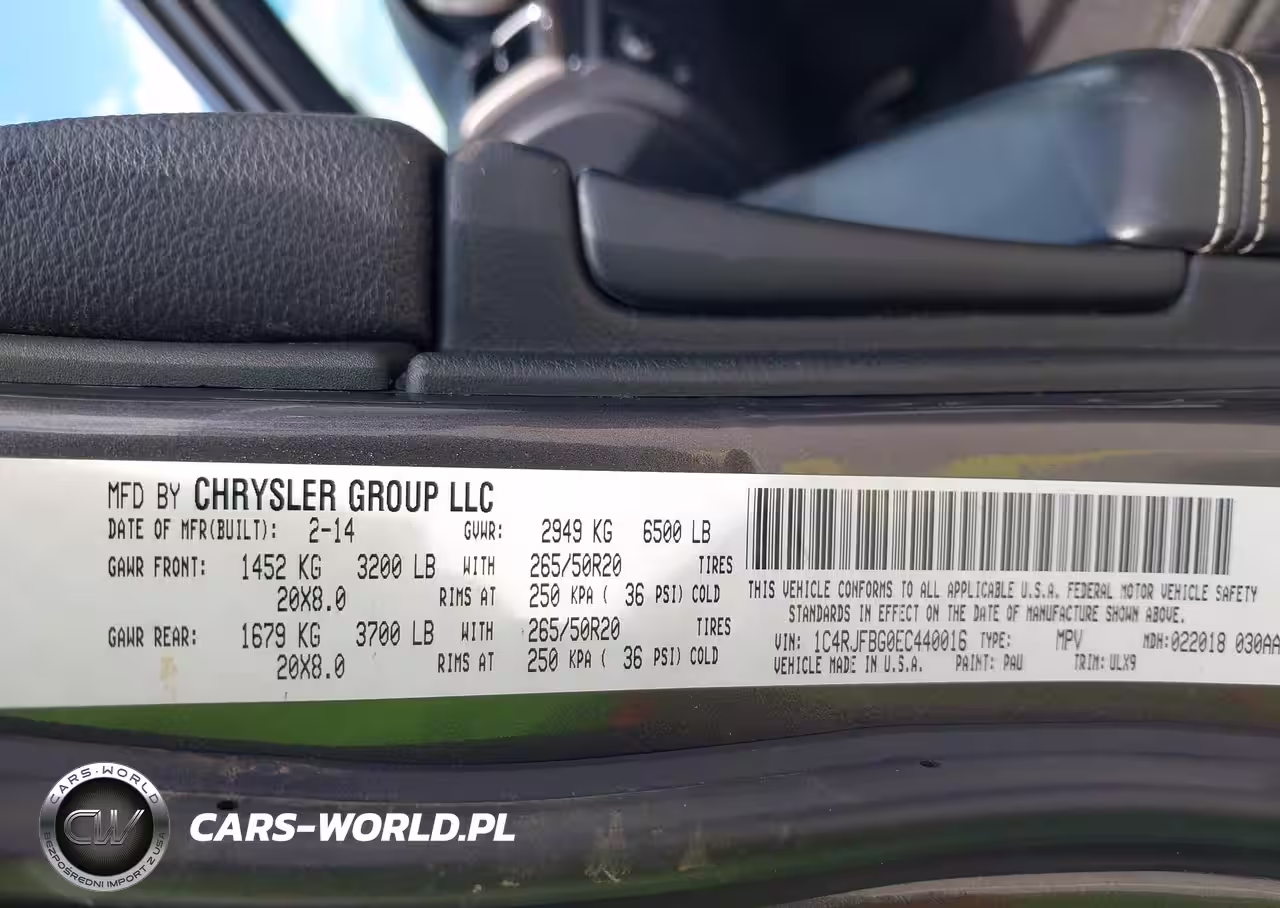 MFD BY CHRYSLER GROUP LLC
DATE OF MFR(BUILT): 2-14 GVWR: 2949 KG 6500 LB
GAWR FRONT: 1452 KG 3200 LB WITH 265/50R20 TIRES
20X8.0 RIMS AT 250 KPA ( 36 PSI) COLD
GAWR REAR: 1679 KG 3700 LB WITH 265/50R20 TIRES
20X8.0 RIMS AT 250 KPA ( 36 PSI) COLD
THIS VEHICLE CONFORMS TO ALL APPLICABLE U.S.A. FEDERAL MOTOR VEHICLE SAFETY
STANDARDS IN EFFECT ON THE DATE OF MANUFACTURE SHOWN ABOVE.
VIN: 1C4RJFBG0EC440016 TYPE: MPV MDH:022018 030AA
VEHICLE MADE IN U.S.A. PAINT: PAU TRIM: ULX9
CARS-WORLD
CW
BEZPOŚREDNI IMPORT Z USA
CARS-WORLD.PL